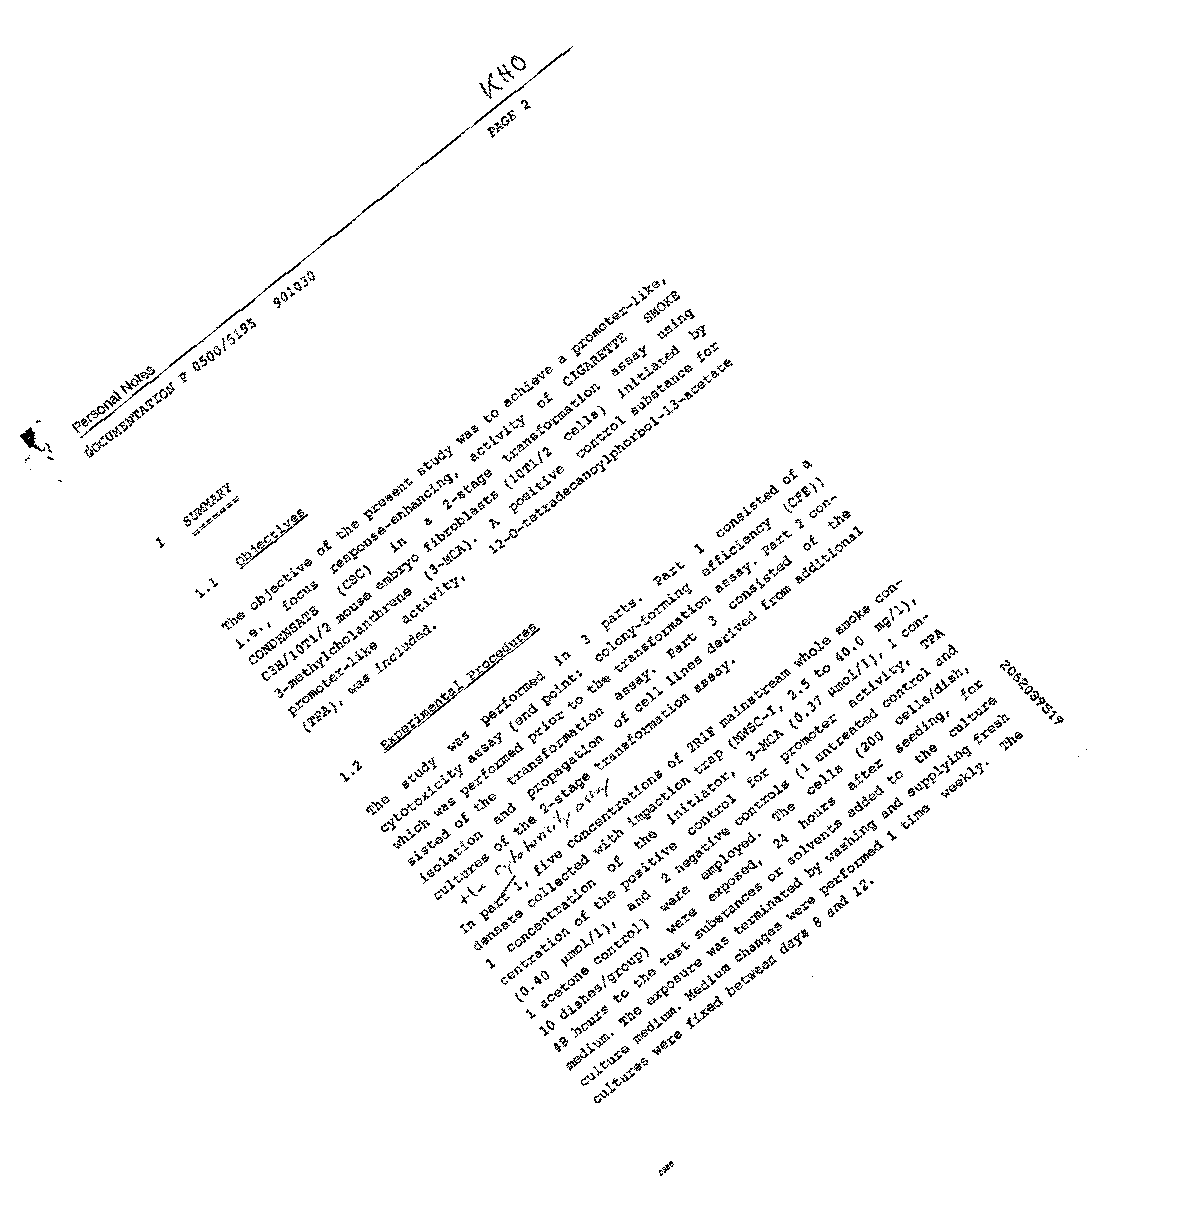 KHO
Personal Notes
DOCUMENTATION P 0500/5195 901030 PAGE 2
1 SUMMARY
=======
1.1 Objectives
The objective of the present study was to achieve a promoter-like,
i.e., focus response-enhancing, activity of CIGARETTE SMOKE
CONDENSATE (CSC) in a 2-stage transformation assay using
C3H/10T1/2 mouse embryo fibroblasts (10T1/2 cells) initiated by
3-methylcholanthrene (3-MCA). A positive control substance for
promoter-like activity, 12-O-tetradecanoylphorbol-13-acetate
(TPA), was included.
1.2 Experimental Procedures
The study was performed in 3 parts. Part 1 consisted of a
cytotoxicity assay (end point: colony-forming efficiency (CFE))
which was performed prior to the transformation assay. Part 2 con-
sisted of the transformation assay. Part 3 consisted of the
isolation and propagation of cell lines derived from additional
cultures of the 2-stage transformation assay.
the cytotoxicity assay
In part 1, five concentrations of 2R1F mainstream whole smoke con-
densate collected with impaction trap (MWSC-I, 2.5 to 40.0 mg/l),
1 concentration of the initiator, 3-MCA (0.37 µmol/l), 1 con-
centration of the positive control for promoter activity, TPA
(0.40 µmol/l), and 2 negative controls (1 untreated control and
1 acetone control) were employed. The cells (200 cells/dish,
10 dishes/group) were exposed, 24 hours after seeding, for
48 hours to the test substances or solvents added to the culture
medium. The exposure was terminated by washing and supplying fresh
culture medium. Medium changes were performed 1 time weekly. The
cultures were fixed between days 8 and 12.
2062099519